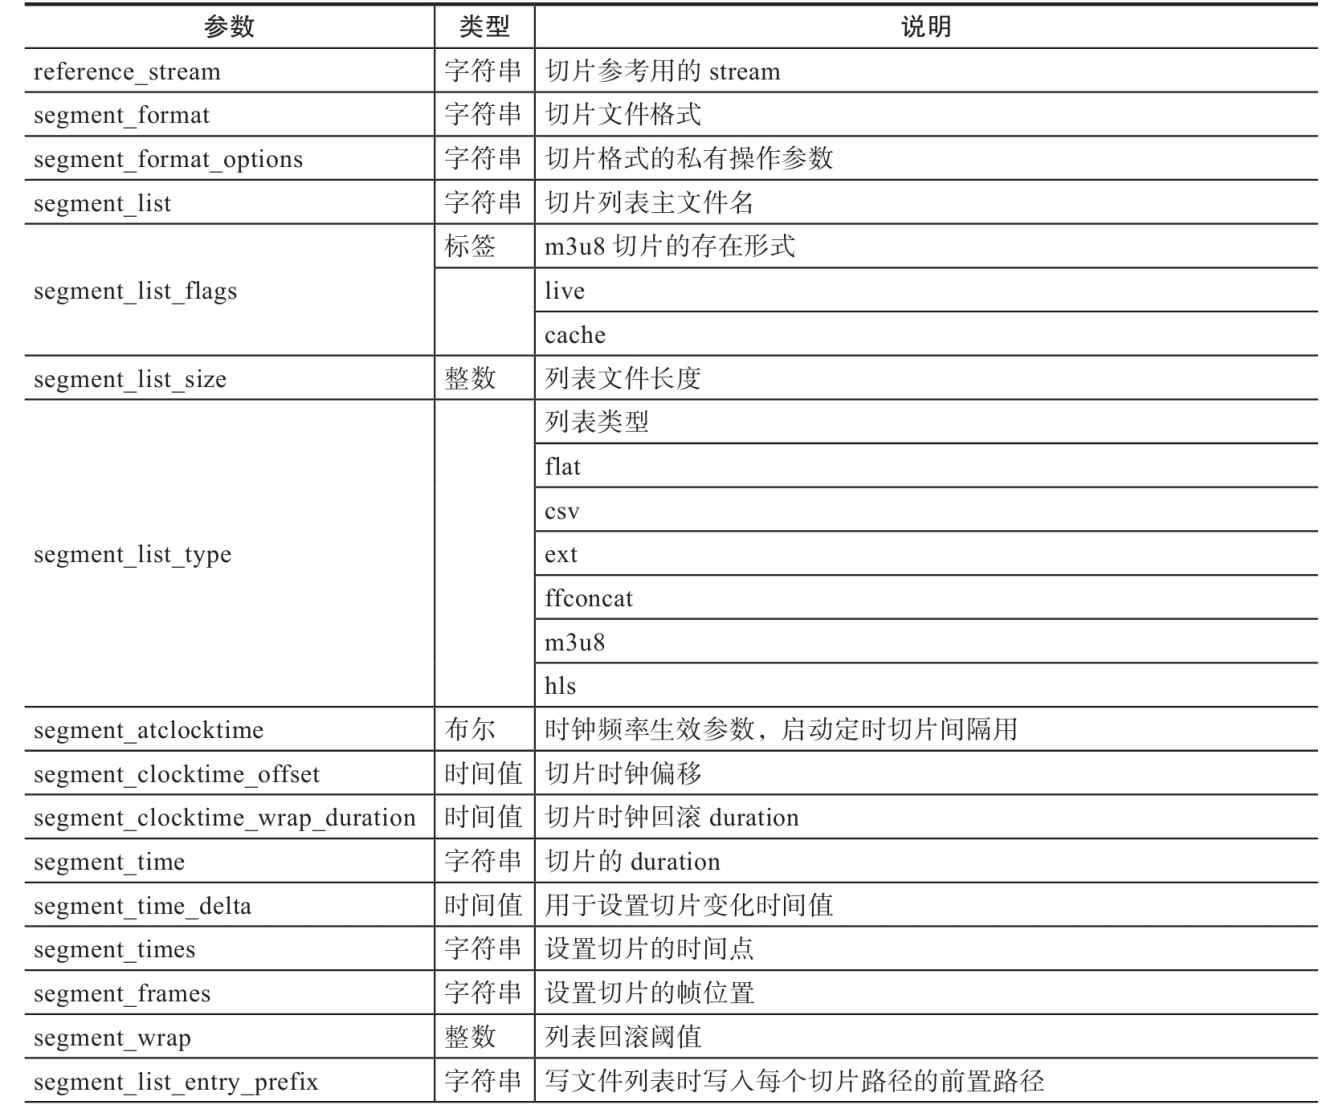 参数 类型 说明
reference_stream 字符串 切片参考用的 stream
segment_format 字符串 切片文件格式
segment_format_options 字符串 切片格式的私有操作参数
segment_list 字符串 切片列表主文件名
segment_list_flags 标签 m3u8 切片的存在形式
live
cache
segment_list_size 整数 列表文件长度
segment_list_type 列表类型
flat
csv
ext
ffconcat
m3u8
hls
segment_atclocktime 布尔 时钟频率生效参数，启动定时切片间隔用
segment_clocktime_offset 时间值 切片时钟偏移
segment_clocktime_wrap_duration 时间值 切片时钟回滚 duration
segment_time 字符串 切片的 duration
segment_time_delta 时间值 用于设置切片变化时间值
segment_times 字符串 设置切片的时间点
segment_frames 字符串 设置切片的帧位置
segment_wrap 整数 列表回滚阈值
segment_list_entry_prefix 字符串 写文件列表时写入每个切片路径的前置路径